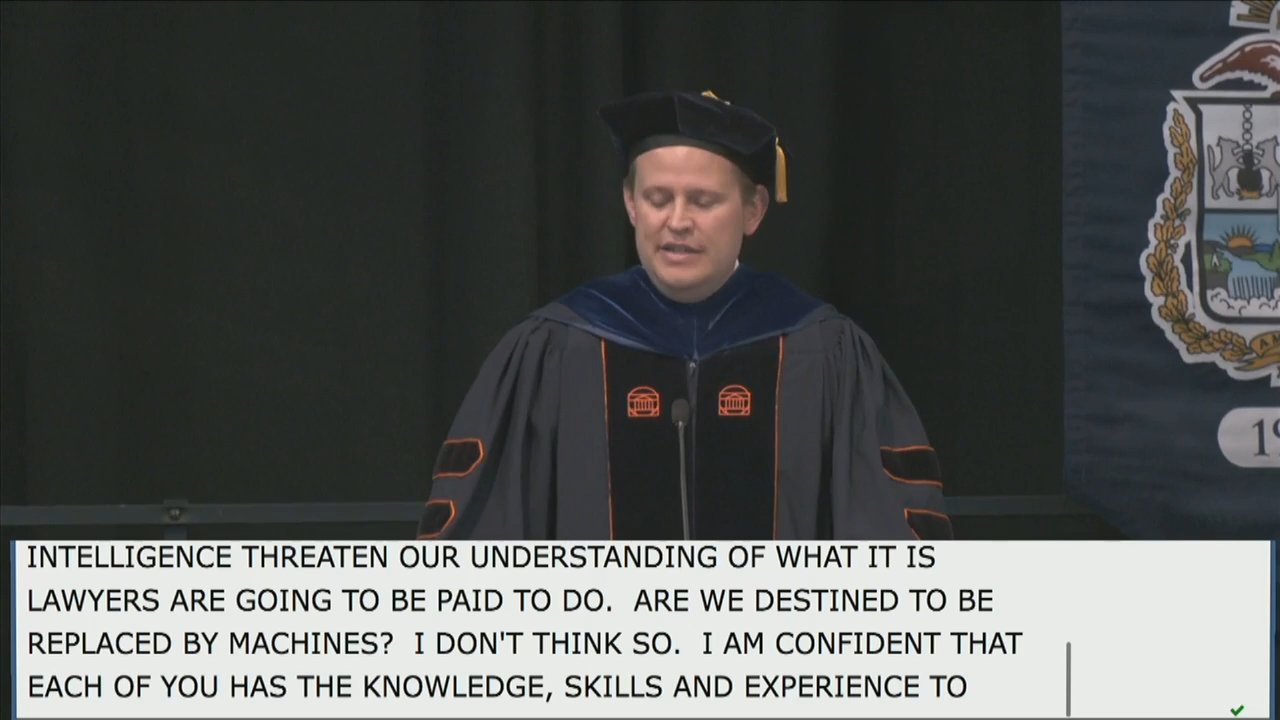 19
INTELLIGENCE THREATEN OUR UNDERSTANDING OF WHAT IT IS
LAWYERS ARE GOING TO BE PAID TO DO.  ARE WE DESTINED TO BE
REPLACED BY MACHINES?  I DON'T THINK SO.  I AM CONFIDENT THAT
EACH OF YOU HAS THE KNOWLEDGE, SKILLS AND EXPERIENCE TO